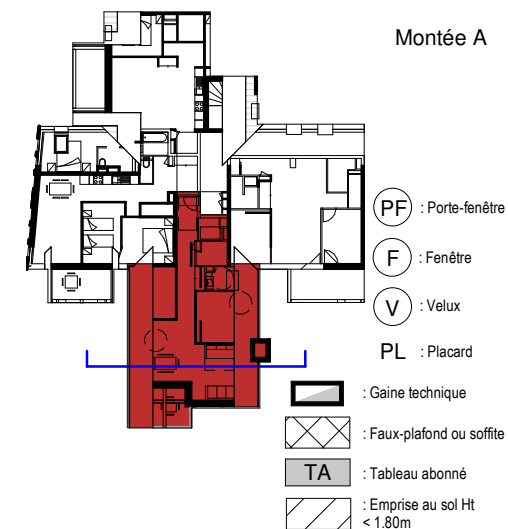 Montée A
PF : Porte-fenêtre
F : Fenêtre
V : Velux
PL : Placard
: Gaine technique
: Faux-plafond ou soffite
TA : Tableau abonné
: Emprise au sol Ht
< 1.80m